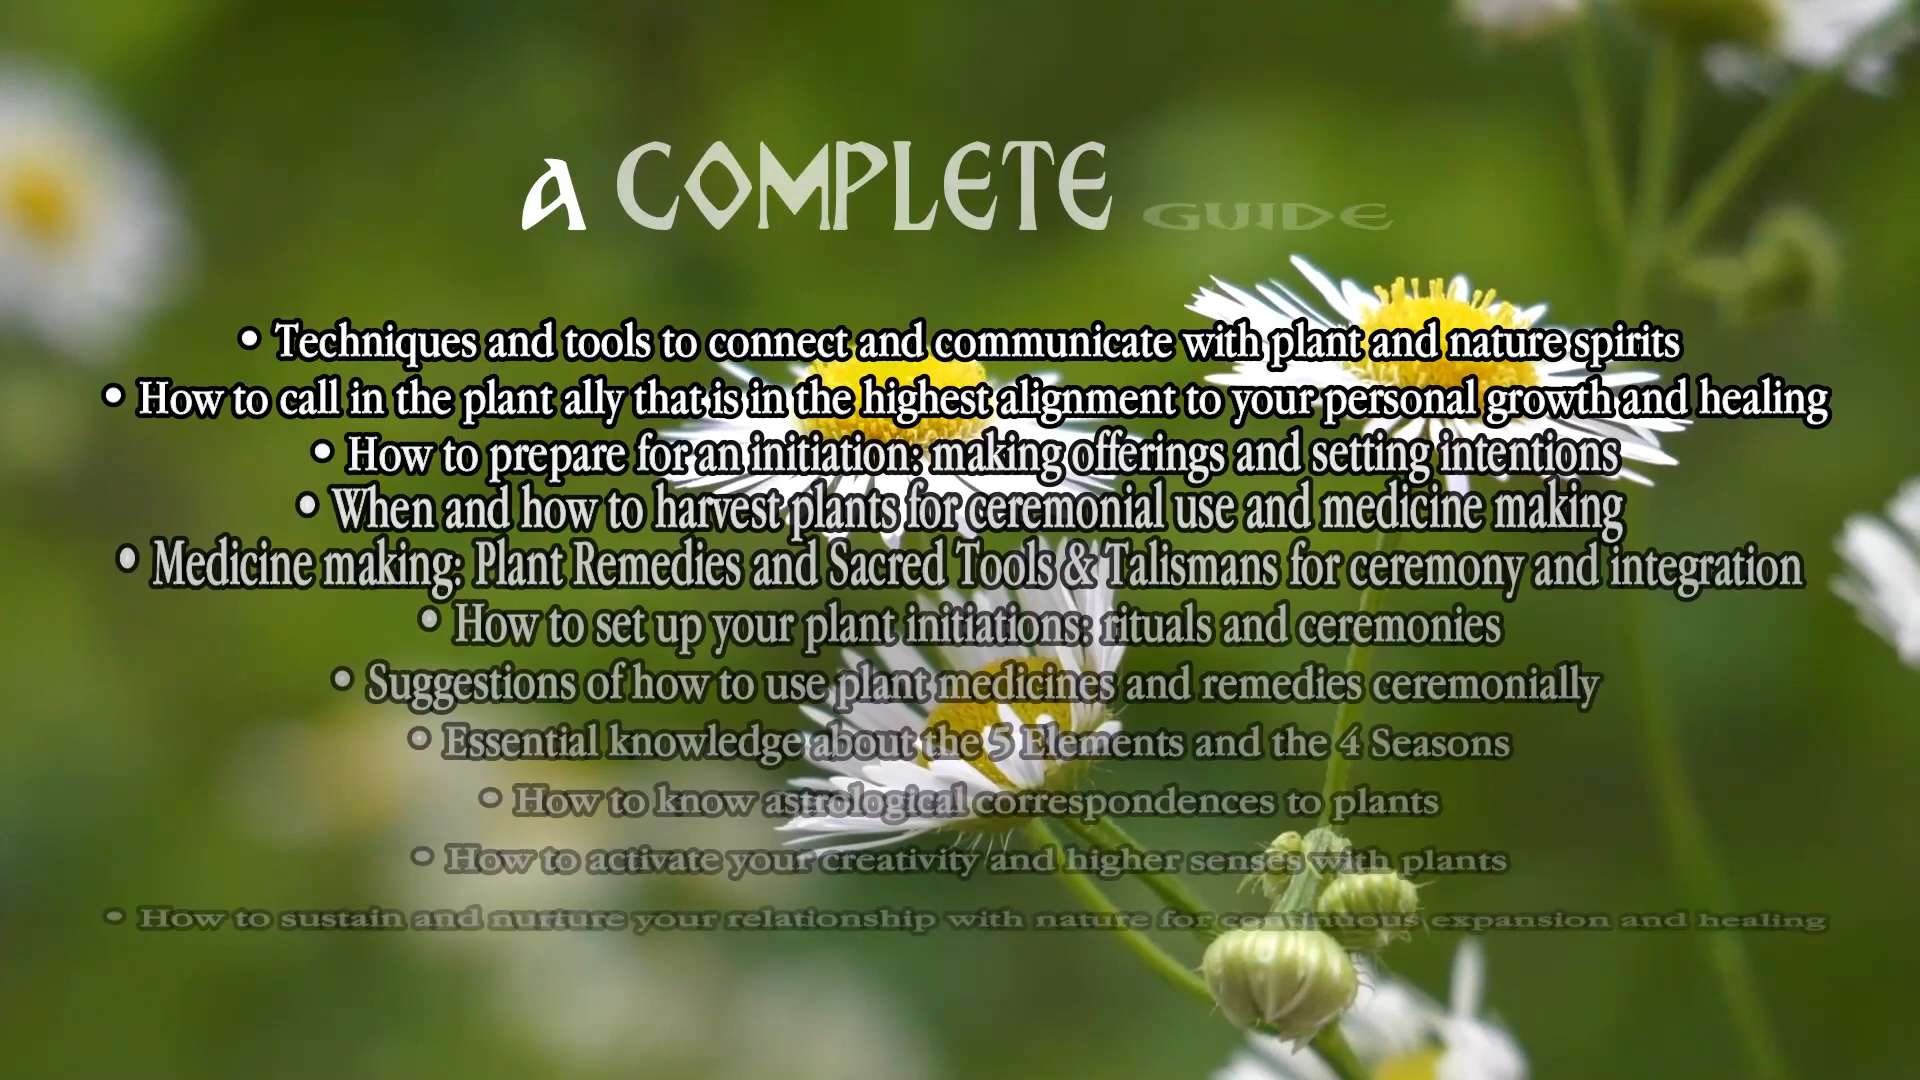 a COMPLETE GUIDE
• Techniques and tools to connect and communicate with plant and nature spirits
• How to call in the plant ally that is in the highest alignment to your personal growth and healing
• How to prepare for an initiation: making offerings and setting intentions
• When and how to harvest plants for ceremonial use and medicine making
• Medicine making: Plant Remedies and Sacred Tools & Talismans for ceremony and integration
• How to set up your plant initiations: rituals and ceremonies
• Suggestions of how to use plant medicines and remedies ceremonially
• Essential knowledge about the 5 Elements and the 4 Seasons
• How to know astrological correspondences to plants
• How to activate your creativity and higher senses with plants
• How to sustain and nurture your relationship with nature for continuous expansion and healing